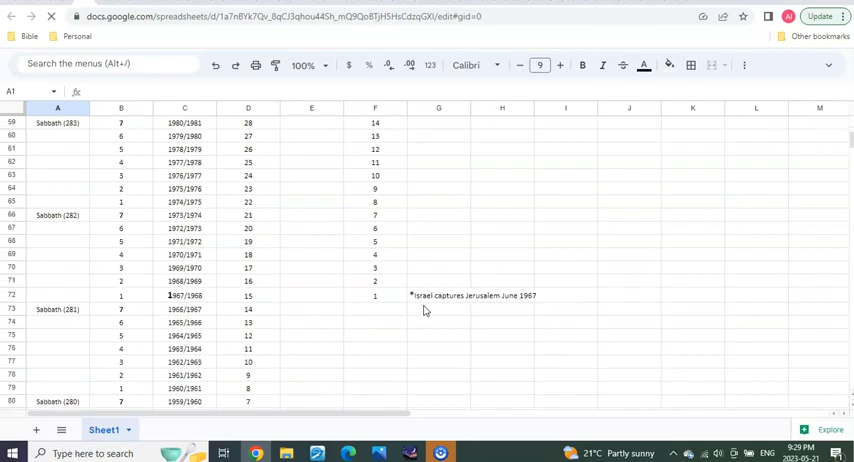 docs.google.com/spreadsheets/d/1a7nBYk7Qv_8qCJ3qhou44Sh_mQ9Qo8TjH5HsCdzqGXI/edit#gid=0
AI
Update
Bible
Personal
Other bookmarks
Search the menus (Alt+/)
100%
$ % .0 .00 123 Calibri − 9 + B I S A
A1 fx
A B C D E F G H I J K L M
59 Sabbath (283) 7 1980/1981 28 14
60 6 1979/1980 27 13
61 5 1978/1979 26 12
62 4 1977/1978 25 11
63 3 1976/1977 24 10
64 2 1975/1976 23 9
65 1 1974/1975 22 8
66 Sabbath (282) 7 1973/1974 21 7
67 6 1972/1973 20 6
68 5 1971/1972 19 5
69 4 1970/1971 18 4
70 3 1969/1970 17 3
71 2 1968/1969 16 2
72 1 1967/1968 15 1 *Israel captures Jerusalem June 1967
73 Sabbath (281) 7 1966/1967 14
74 6 1965/1966 13
75 5 1964/1965 12
76 4 1963/1964 11
77 3 1962/1963 10
78 2 1961/1962 9
79 1 1960/1961 8
80 Sabbath (280) 7 1959/1960 7
Sheet1
Explore
Type here to search
21°C Partly sunny
ENG
9:29 PM
2023-05-21